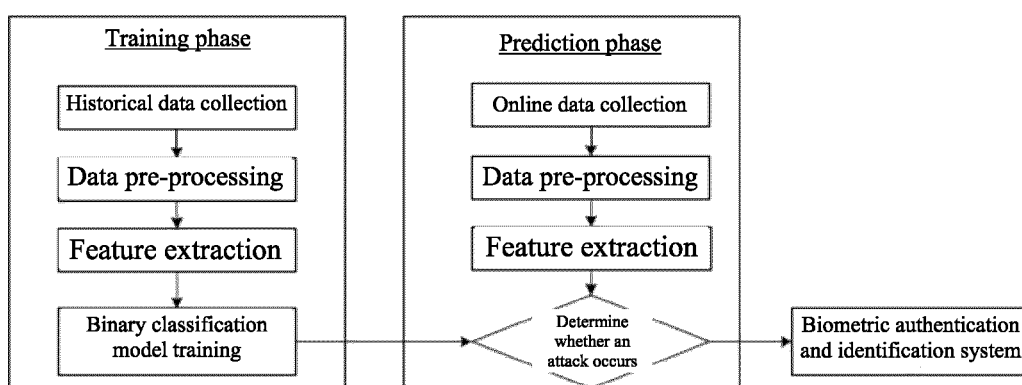 Training phase
Historical data collection
Data pre-processing
Feature extraction
Binary classification
model training
Prediction phase
Online data collection
Data pre-processing
Feature extraction
Determine
whether an
attack occurs
Biometric authentication
and identification system